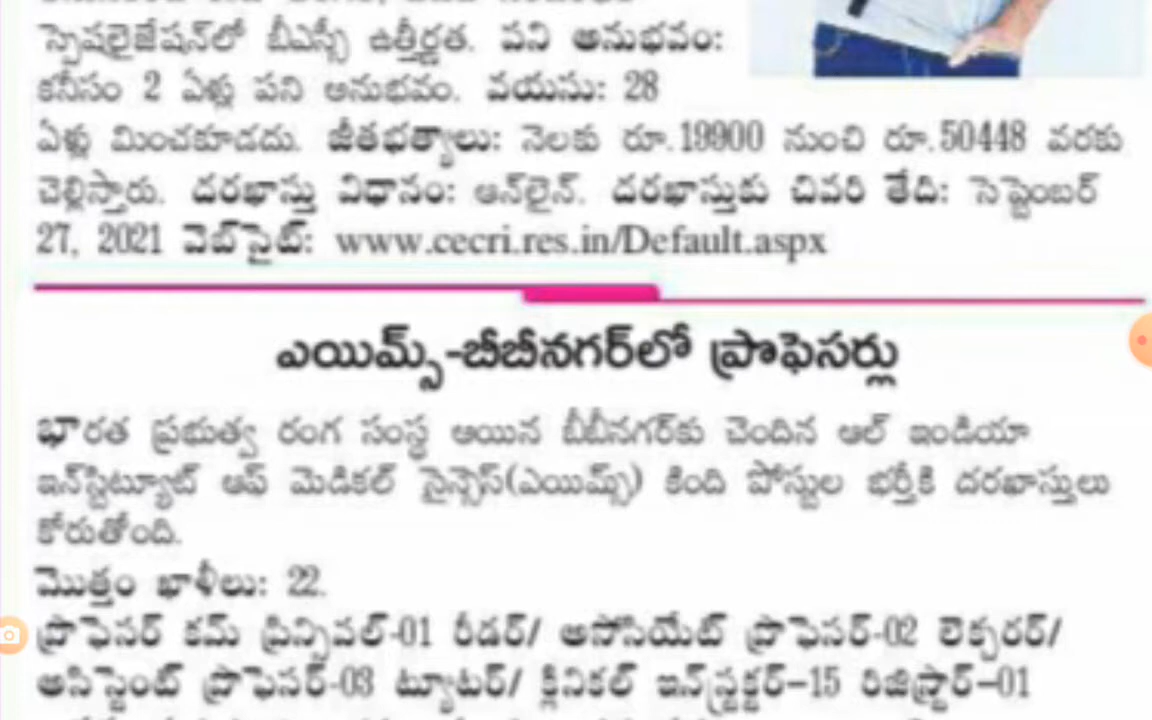 స్పెషలైజేషన్‌లో బీఎస్సీ ఉత్తీర్ణత. పని అనుభవం:
కనీసం 2 ఏళ్లు పని అనుభవం. వయసు: 28
ఏళ్లు మించకూడదు. జీతభత్యాలు: నెలకు రూ.19900 నుంచి రూ.50448 వరకు
చెల్లిస్తారు. దరఖాస్తు విధానం: ఆన్‌లైన్. దరఖాస్తుకు చివరి తేది: సెప్టెంబర్
27, 2021 వెబ్‌సైట్: www.cecri.res.in/Default.aspx
ఎయిమ్స్-బీబీనగర్‌లో ప్రొఫెసర్లు
భారత ప్రభుత్వ రంగ సంస్థ అయిన బీబీనగర్‌కు చెందిన ఆల్ ఇండియా
ఇన్‌స్టిట్యూట్ ఆఫ్ మెడికల్ సైన్సెస్(ఎయిమ్స్) కింది పోస్టుల భర్తీకి దరఖాస్తులు
కోరుతోంది.
మొత్తం ఖాళీలు: 22.
ప్రొఫెసర్ కమ్ ప్రిన్సిపల్-01 రీడర్/ అసోసియేట్ ప్రొఫెసర్-02 లెక్చరర్/
అసిస్టెంట్ ప్రొఫెసర్-03 ట్యూటర్/ క్లినికల్ ఇన్‌స్ట్రక్టర్–15 రిజిస్ట్రార్–01